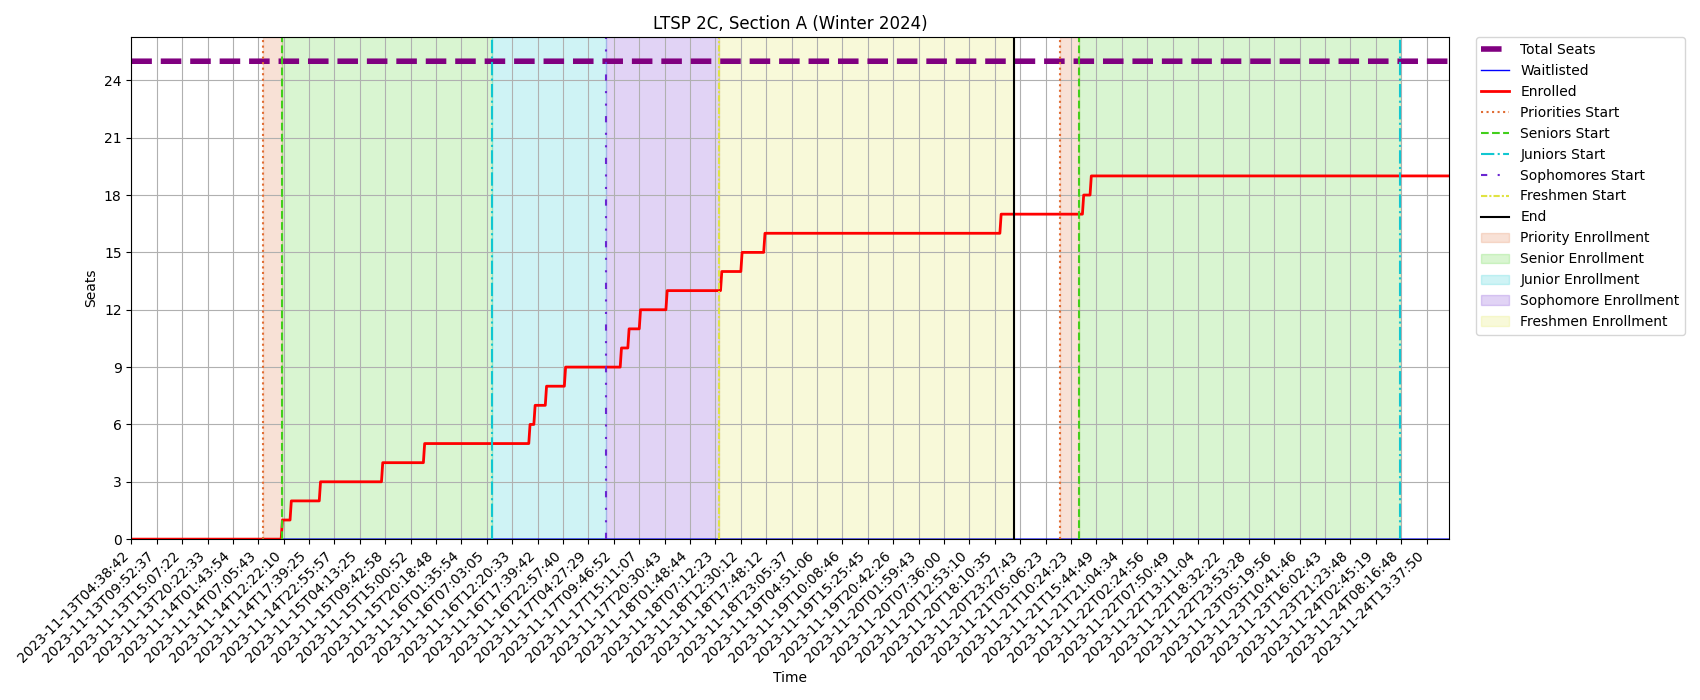 LTSP 2C, Section A (Winter 2024)
Total Seats
Waitlisted
Enrolled
Priorities Start
Seniors Start
Juniors Start
Sophomores Start
Freshmen Start
End
Priority Enrollment
Senior Enrollment
Junior Enrollment
Sophomore Enrollment
Freshmen Enrollment
Seats
24
21
18
15
12
9
6
3
0
2023-11-13T04:38:42
2023-11-13T09:52:37
2023-11-13T15:07:22
2023-11-13T20:22:33
2023-11-14T01:43:54
2023-11-14T07:05:43
2023-11-14T12:22:10
2023-11-14T17:39:25
2023-11-14T22:55:57
2023-11-15T04:13:25
2023-11-15T09:42:58
2023-11-15T15:00:52
2023-11-15T20:18:48
2023-11-16T01:35:54
2023-11-16T07:03:05
2023-11-16T12:20:33
2023-11-16T17:39:42
2023-11-16T22:57:40
2023-11-17T04:27:29
2023-11-17T09:46:52
2023-11-17T15:11:07
2023-11-17T20:30:43
2023-11-18T01:48:44
2023-11-18T07:12:23
2023-11-18T12:30:12
2023-11-18T17:48:12
2023-11-18T23:05:37
2023-11-19T04:51:06
2023-11-19T10:08:46
2023-11-19T15:25:45
2023-11-19T20:42:26
2023-11-20T01:59:43
2023-11-20T07:36:00
2023-11-20T12:53:10
2023-11-20T18:10:35
2023-11-20T23:27:43
2023-11-21T05:06:23
2023-11-21T10:24:23
2023-11-21T15:44:49
2023-11-21T21:04:34
2023-11-22T02:24:56
2023-11-22T07:50:49
2023-11-22T13:11:04
2023-11-22T18:32:22
2023-11-22T23:53:28
2023-11-23T05:19:56
2023-11-23T10:41:46
2023-11-23T16:02:43
2023-11-23T21:23:48
2023-11-24T02:45:19
2023-11-24T08:16:48
2023-11-24T13:37:50
Time